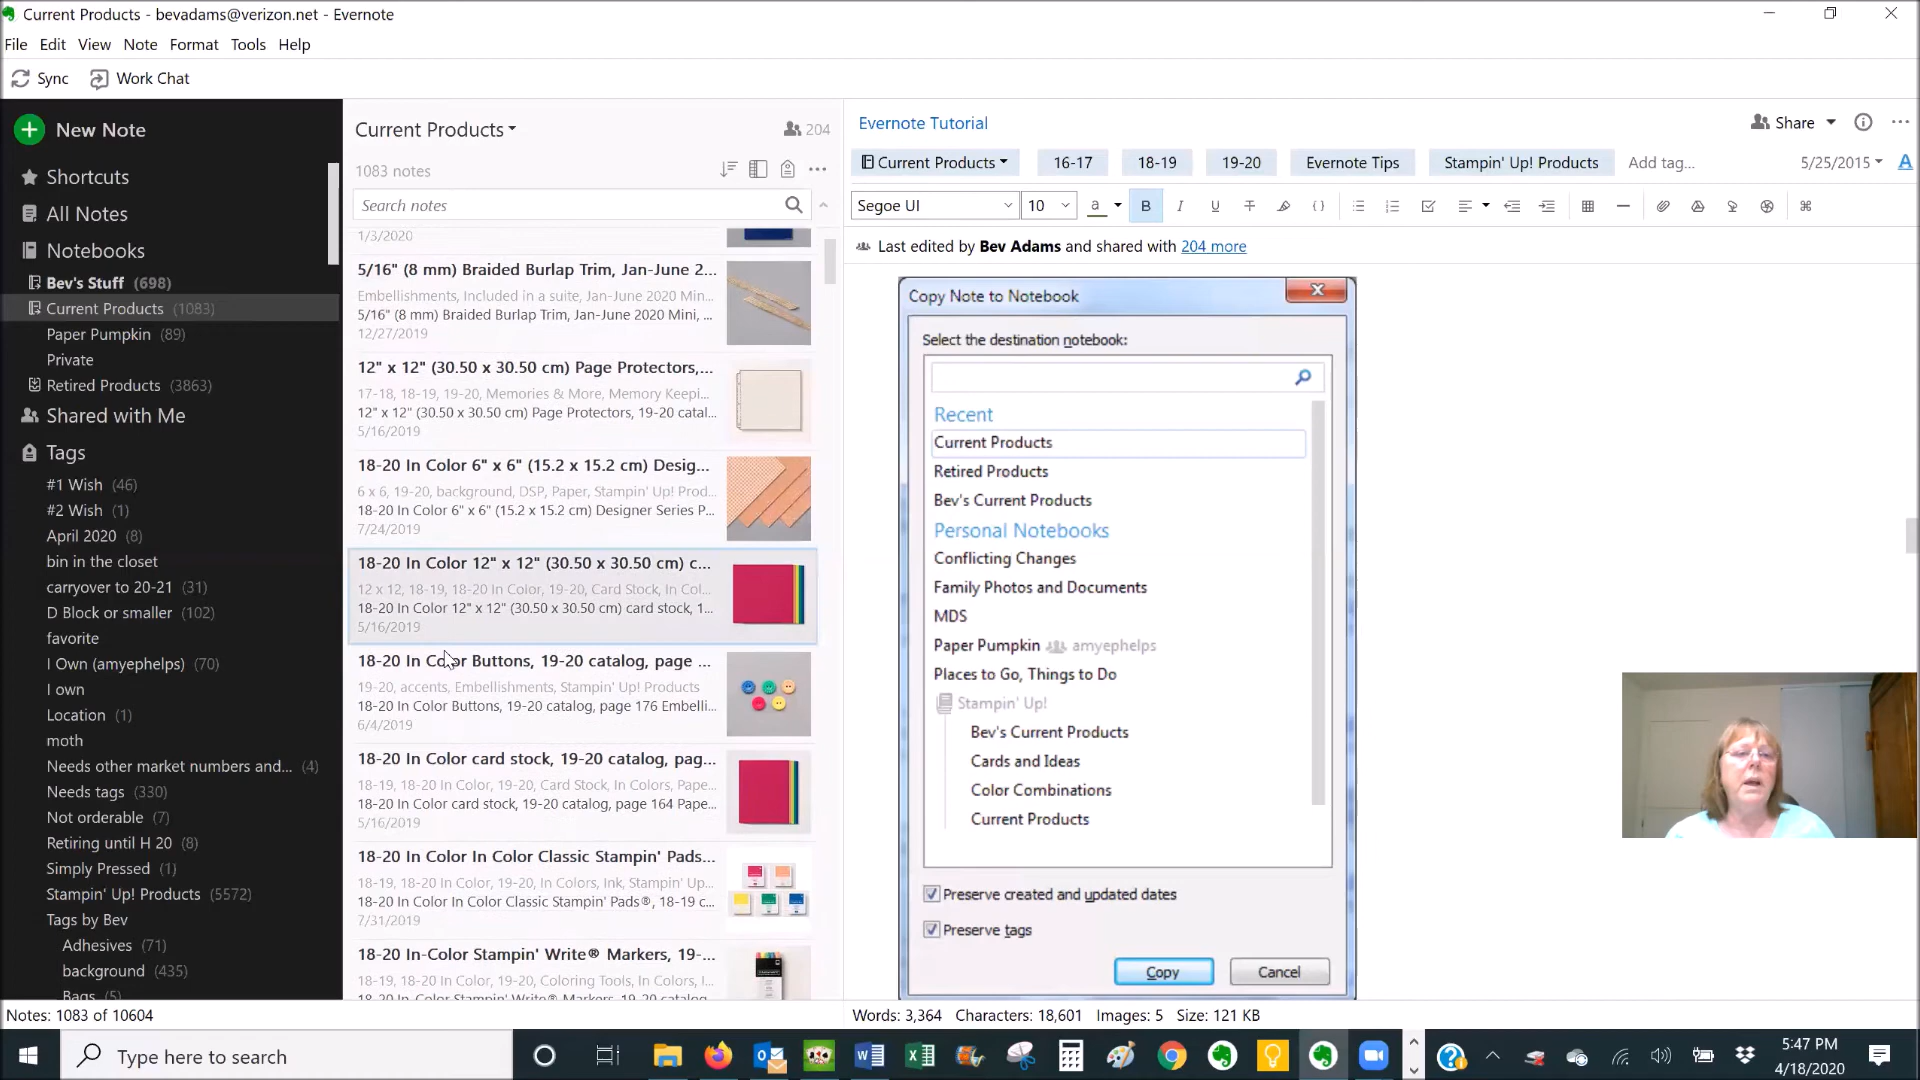 Current Products - bevadams@verizon.net - Evernote
File Edit View Note Format Tools Help
Sync Work Chat
New Note
Shortcuts
All Notes
Notebooks
Bev's Stuff (698)
Current Products (1083)
Paper Pumpkin (89)
Private
Retired Products (3863)
Shared with Me
Tags
#1 Wish (46)
#2 Wish (1)
April 2020 (8)
bin in the closet
carryover to 20-21 (31)
D Block or smaller (102)
favorite
I Own (amyephelps) (70)
I own
Location (1)
moth
Needs other market numbers and... (4)
Needs tags (330)
Not orderable (7)
Retiring until H 20 (8)
Simply Pressed (1)
Stampin' Up! Products (5572)
Tags by Bev
Adhesives (71)
background (435)
Bags (5)
Notes: 1083 of 10604
Current Products
204
1083 notes
Search notes
1/3/2020
5/16" (8 mm) Braided Burlap Trim, Jan-June 2...
Embellishments, Included in a suite, Jan-June 2020 Min...
5/16" (8 mm) Braided Burlap Trim, Jan-June 2020 Mini, ...
12/27/2019
12" x 12" (30.50 x 30.50 cm) Page Protectors,...
17-18, 18-19, 19-20, Memories & More, Memory Keepi...
12" x 12" (30.50 x 30.50 cm) Page Protectors, 19-20 catal...
5/16/2019
18-20 In Color 6" x 6" (15.2 x 15.2 cm) Desig...
6 x 6, 19-20, background, DSP, Paper, Stampin' Up! Prod...
18-20 In Color 6" x 6" (15.2 x 15.2 cm) Designer Series P...
7/24/2019
18-20 In Color 12" x 12" (30.50 x 30.50 cm) c...
12 x 12, 18-19, 18-20 In Color, 19-20, Card Stock, In Col...
18-20 In Color 12" x 12" (30.50 x 30.50 cm) card stock, 1...
5/16/2019
18-20 In Color Buttons, 19-20 catalog, page ...
19-20, accents, Embellishments, Stampin' Up! Products
18-20 In Color Buttons, 19-20 catalog, page 176 Embelli...
6/4/2019
18-20 In Color card stock, 19-20 catalog, pag...
18-19, 18-20 In Color, 19-20, Card Stock, In Colors, Pape...
18-20 In Color card stock, 19-20 catalog, page 164 Pape...
5/16/2019
18-20 In Color In Color Classic Stampin' Pads...
18-19, 18-20 In Color, 19-20, In Colors, Ink, Stampin' Up...
18-20 In Color In Color Classic Stampin' Pads®, 18-19 c...
7/31/2019
18-20 In-Color Stampin' Write® Markers, 19-...
18-19, 18-20 In Color, 19-20, Coloring Tools, In Colors, I...
18-20 In-Color Stampin' Write® Markers, 19-20 catalog
Evernote Tutorial
Share
Current Products 16-17 18-19 19-20 Evernote Tips Stampin' Up! Products Add tag... 5/25/2015 A
Segoe UI 10 a B I U T
Last edited by Bev Adams and shared with 204 more
Copy Note to Notebook
Select the destination notebook:
Recent
Current Products
Retired Products
Bev's Current Products
Personal Notebooks
Conflicting Changes
Family Photos and Documents
MDS
Paper Pumpkin amyephelps
Places to Go, Things to Do
Stampin' Up!
Bev's Current Products
Cards and Ideas
Color Combinations
Current Products
Preserve created and updated dates
Preserve tags
Copy Cancel
Words: 3,364 Characters: 18,601 Images: 5 Size: 121 KB
Type here to search
5:47 PM
4/18/2020